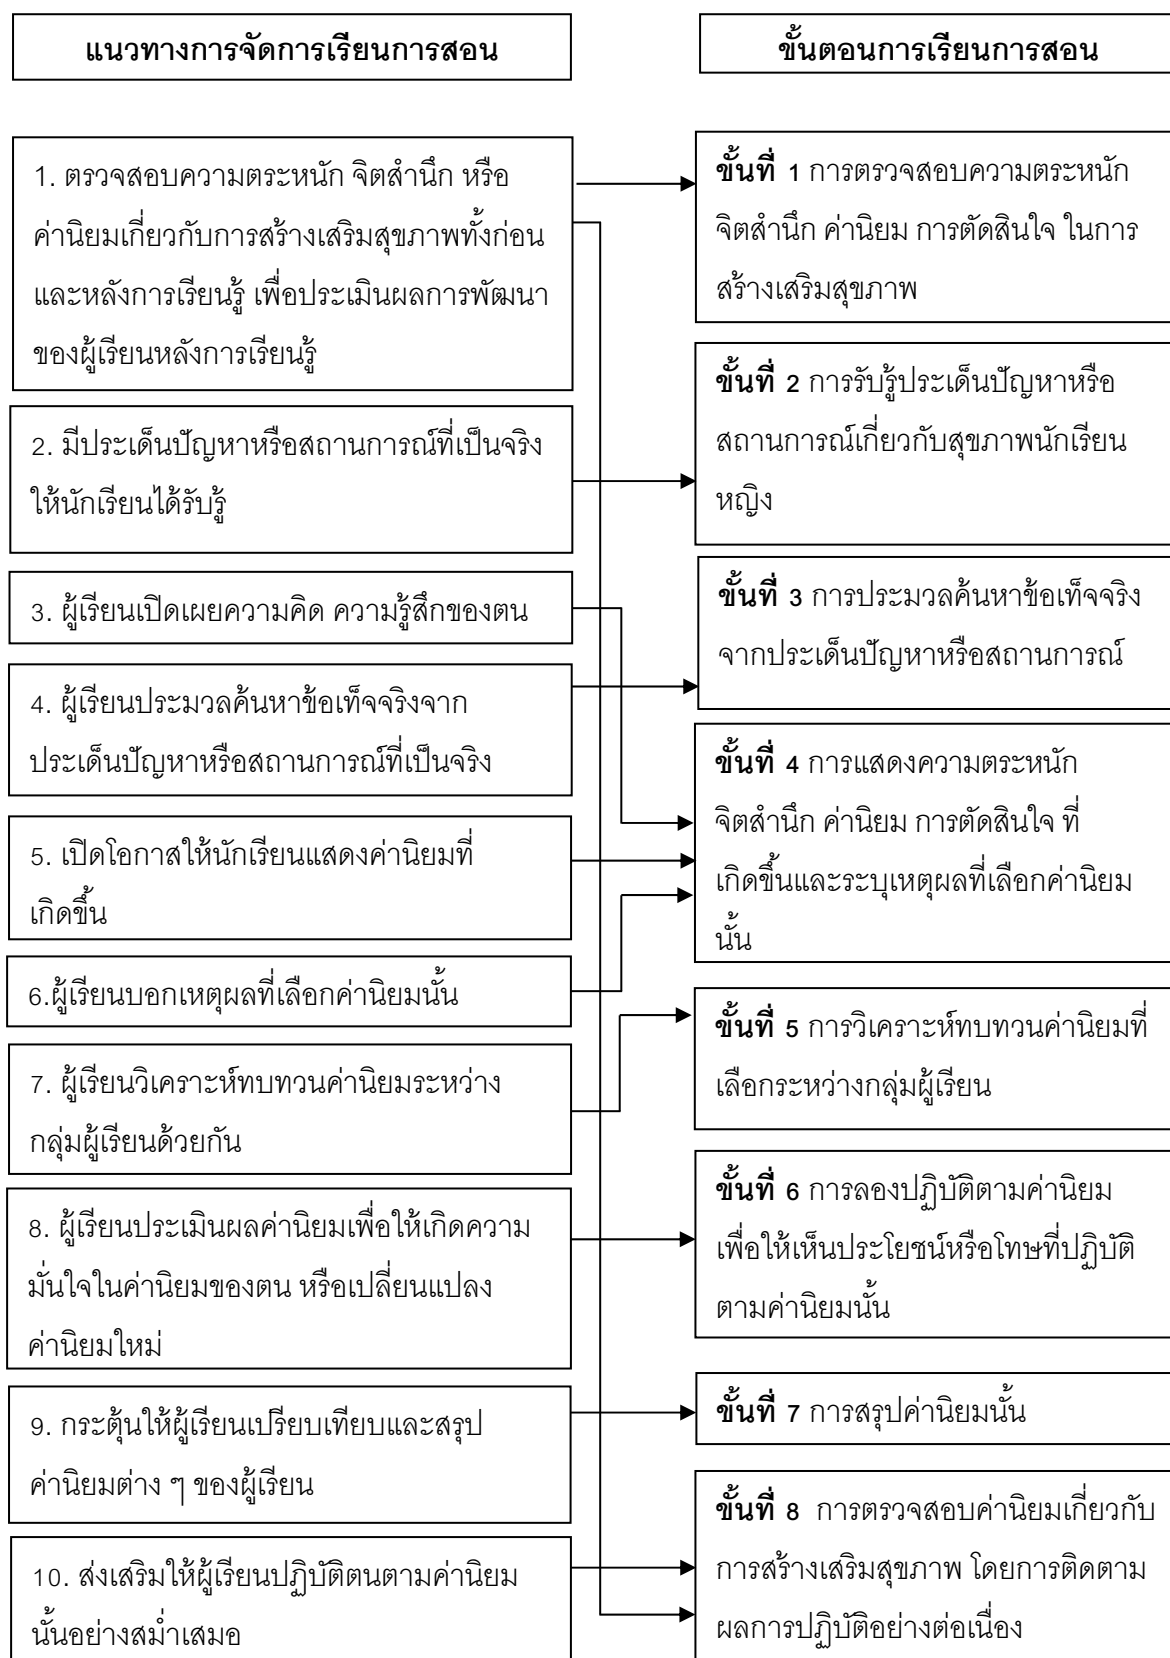 แนวทางการจัดการเรียนการสอน
1. ตรวจสอบความตระหนัก จิตสำนึก หรือ
ค่านิยมเกี่ยวกับการสร้างเสริมสุขภาพทั้งก่อน
และหลังการเรียนรู้ เพื่อประเมินผลการพัฒนา
ของผู้เรียนหลังการเรียนรู้
2. มีประเด็นปัญหาหรือสถานการณ์ที่เป็นจริง
ให้นักเรียนได้รับรู้
3. ผู้เรียนเปิดเผยความคิด ความรู้สึกของตน
4. ผู้เรียนประมวลค้นหาข้อเท็จจริงจาก
ประเด็นปัญหาหรือสถานการณ์ที่เป็นจริง
5. เปิดโอกาสให้นักเรียนแสดงค่านิยมที่
เกิดขึ้น
6.ผู้เรียนบอกเหตุผลที่เลือกค่านิยมนั้น
7. ผู้เรียนวิเคราะห์ทบทวนค่านิยมระหว่าง
กลุ่มผู้เรียนด้วยกัน
8. ผู้เรียนประเมินผลค่านิยมเพื่อให้เกิดความ
มั่นใจในค่านิยมของตน หรือเปลี่ยนแปลง
ค่านิยมใหม่
9. กระตุ้นให้ผู้เรียนเปรียบเทียบและสรุป
ค่านิยมต่าง ๆ ของผู้เรียน
10. ส่งเสริมให้ผู้เรียนปฏิบัติตนตามค่านิยม
นั้นอย่างสม่ำเสมอ
ขั้นตอนการเรียนการสอน
ขั้นที่ 1 การตรวจสอบความตระหนัก
จิตสำนึก ค่านิยม การตัดสินใจ ในการ
สร้างเสริมสุขภาพ
ขั้นที่ 2 การรับรู้ประเด็นปัญหาหรือ
สถานการณ์เกี่ยวกับสุขภาพนักเรียน
หญิง
ขั้นที่ 3 การประมวลค้นหาข้อเท็จจริง
จากประเด็นปัญหาหรือสถานการณ์
ขั้นที่ 4 การแสดงความตระหนัก
จิตสำนึก ค่านิยม การตัดสินใจ ที่
เกิดขึ้นและระบุเหตุผลที่เลือกค่านิยม
นั้น
ขั้นที่ 5 การวิเคราะห์ทบทวนค่านิยมที่
เลือกระหว่างกลุ่มผู้เรียน
ขั้นที่ 6 การลองปฏิบัติตามค่านิยม
เพื่อให้เห็นประโยชน์หรือโทษที่ปฏิบัติ
ตามค่านิยมนั้น
ขั้นที่ 7 การสรุปค่านิยมนั้น
ขั้นที่ 8 การตรวจสอบค่านิยมเกี่ยวกับ
การสร้างเสริมสุขภาพ โดยการติดตาม
ผลการปฏิบัติอย่างต่อเนื่อง